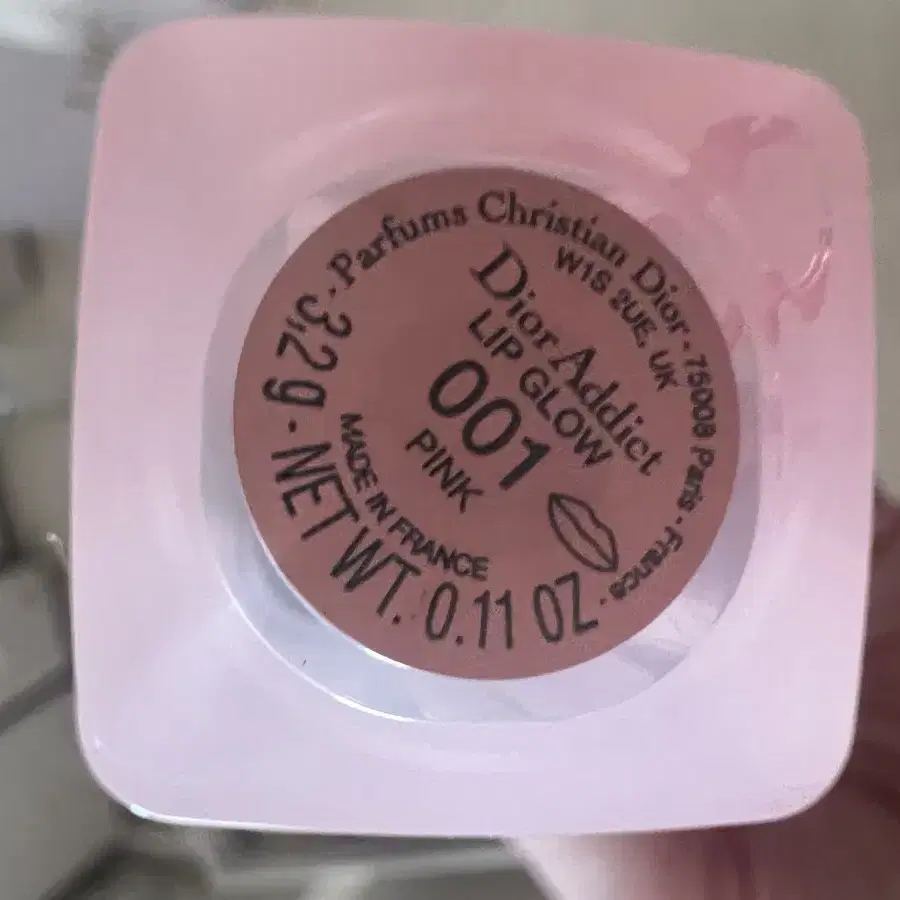 Parfums Christian Dior - 75008 Paris - France -
W1S 2UE, UK
Dior Addict
LIP GLOW
001
PINK
MADE IN FRANCE
3,2g - NET WT. 0.11 OZ -